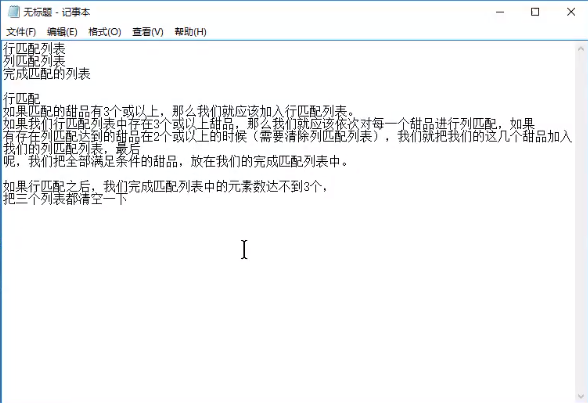 无标题 - 记事本
文件(F) 编辑(E) 格式(O) 查看(V) 帮助(H)
行匹配列表
列匹配列表
完成匹配的列表
行匹配
如果匹配的甜品有3个或以上，那么我们就应该加入行匹配列表。
如果我们行匹配列表中存在3个或以上甜品，那么我们就应该依次对每一个甜品进行列匹配，如果
有存在列匹配达到的甜品在2个或以上的时候（需要清除列匹配列表），我们就把我们的这几个甜品加入
我们的列匹配列表，最后
呢，我们把全部满足条件的甜品，放在我们的完成匹配列表中。
如果行匹配之后，我们完成匹配列表中的元素数达不到3个，
把三个列表都清空一下